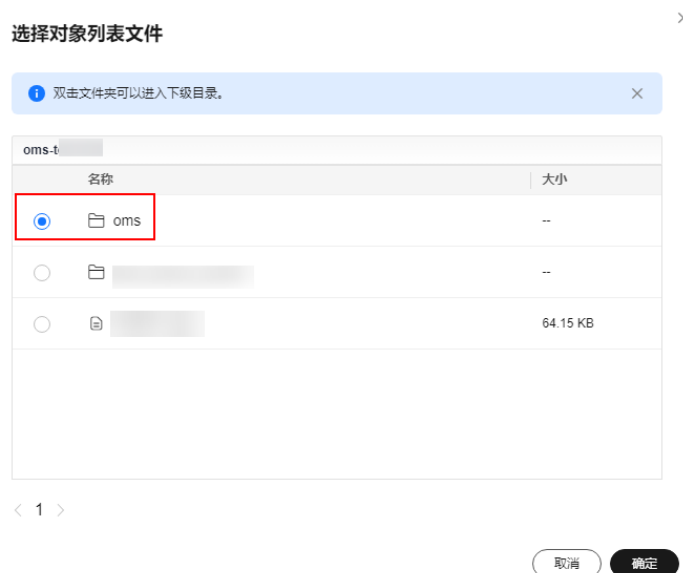 选择对象列表文件
双击文件夹可以进入下级目录。
oms-t
名称 大小
oms --
--
64.15 KB
1
取消 确定